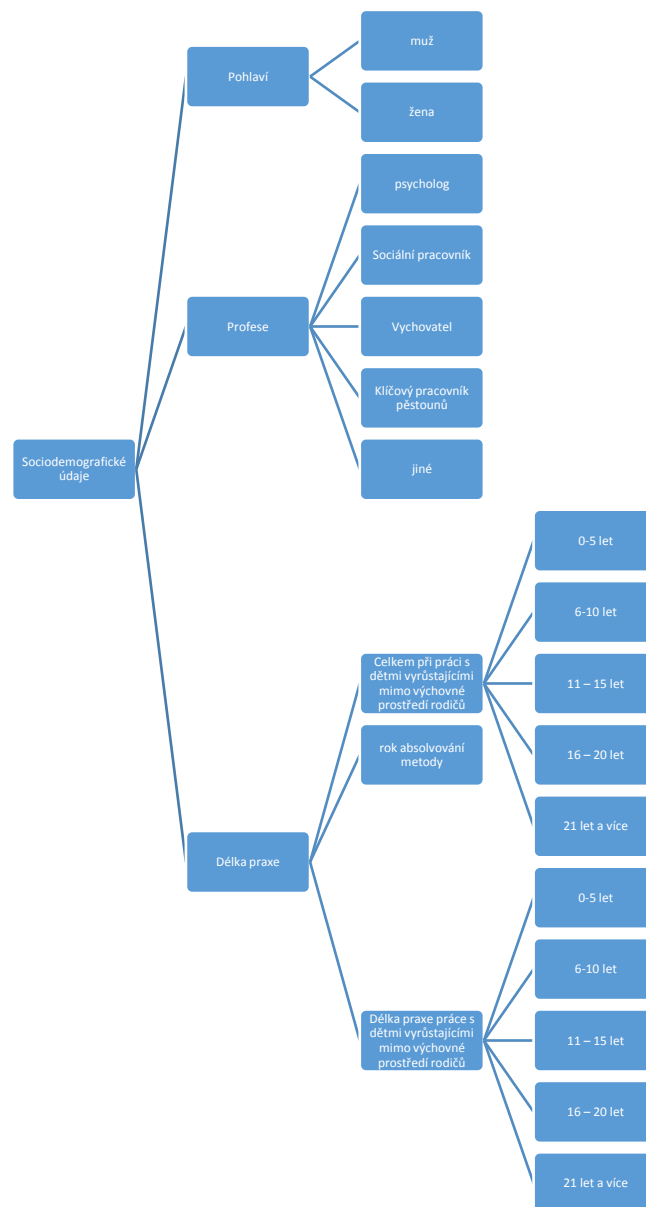 Sociodemografické
údaje
Pohlaví
muž
žena
Profese
psycholog
Sociální pracovník
Vychovatel
Klíčový pracovník
pěstounů
jiné
Délka praxe
Celkem při práci s
dětmi vyrůstajícími
mimo výchovné
prostředí rodičů
0-5 let
6-10 let
11 – 15 let
16 – 20 let
21 let a více
rok absolvování
metody
Délka praxe práce s
dětmi vyrůstajícími
mimo výchovné
prostředí rodičů
0-5 let
6-10 let
11 – 15 let
16 – 20 let
21 let a více